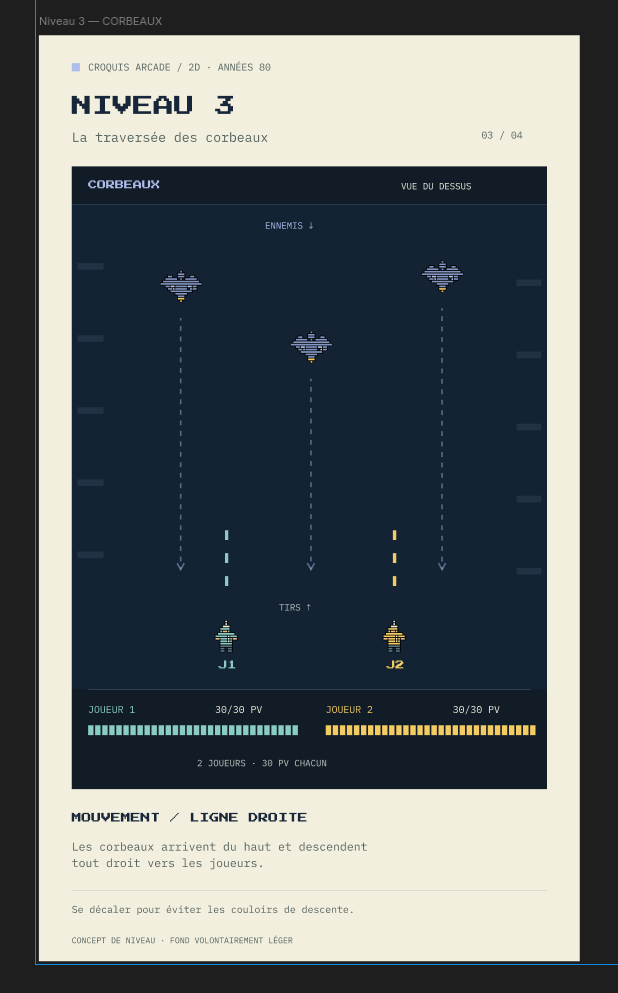 Niveau 3 — CORBEAUX
CROQUIS ARCADE / 2D · ANNÉES 80
NIVEAU 3
La traversée des corbeaux
03 / 04
CORBEAUX
VUE DU DESSUS
ENNEMIS ↓
TIRS ↑
J1
J2
JOUEUR 1
30/30 PV
JOUEUR 2
30/30 PV
2 JOUEURS · 30 PV CHACUN
MOUVEMENT / LIGNE DROITE
Les corbeaux arrivent du haut et descendent
tout droit vers les joueurs.
Se décaler pour éviter les couloirs de descente.
CONCEPT DE NIVEAU · FOND VOLONTAIREMENT LÉGER